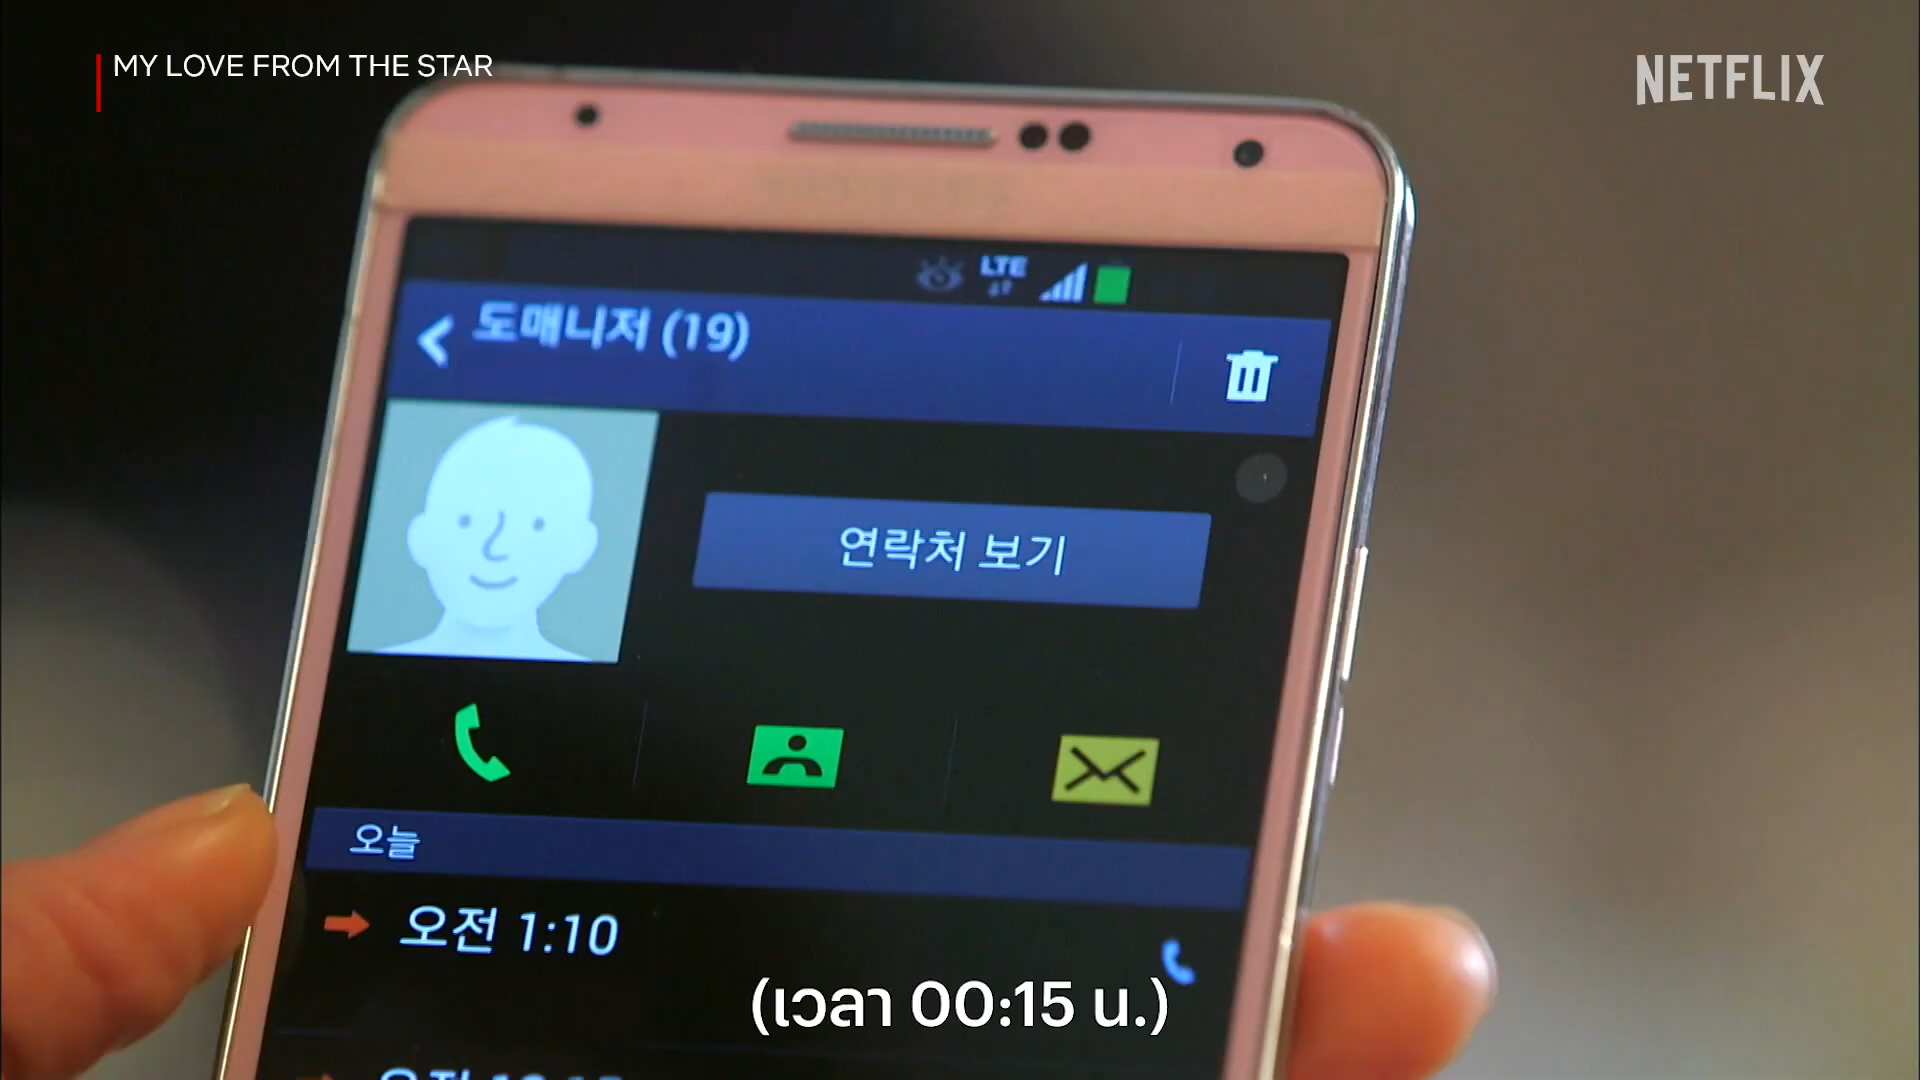 MY LOVE FROM THE STAR
NETFLIX
LTE
도매니저 (19)
연락처 보기
오늘
오전 1:10
(เวลา 00:15 น.)